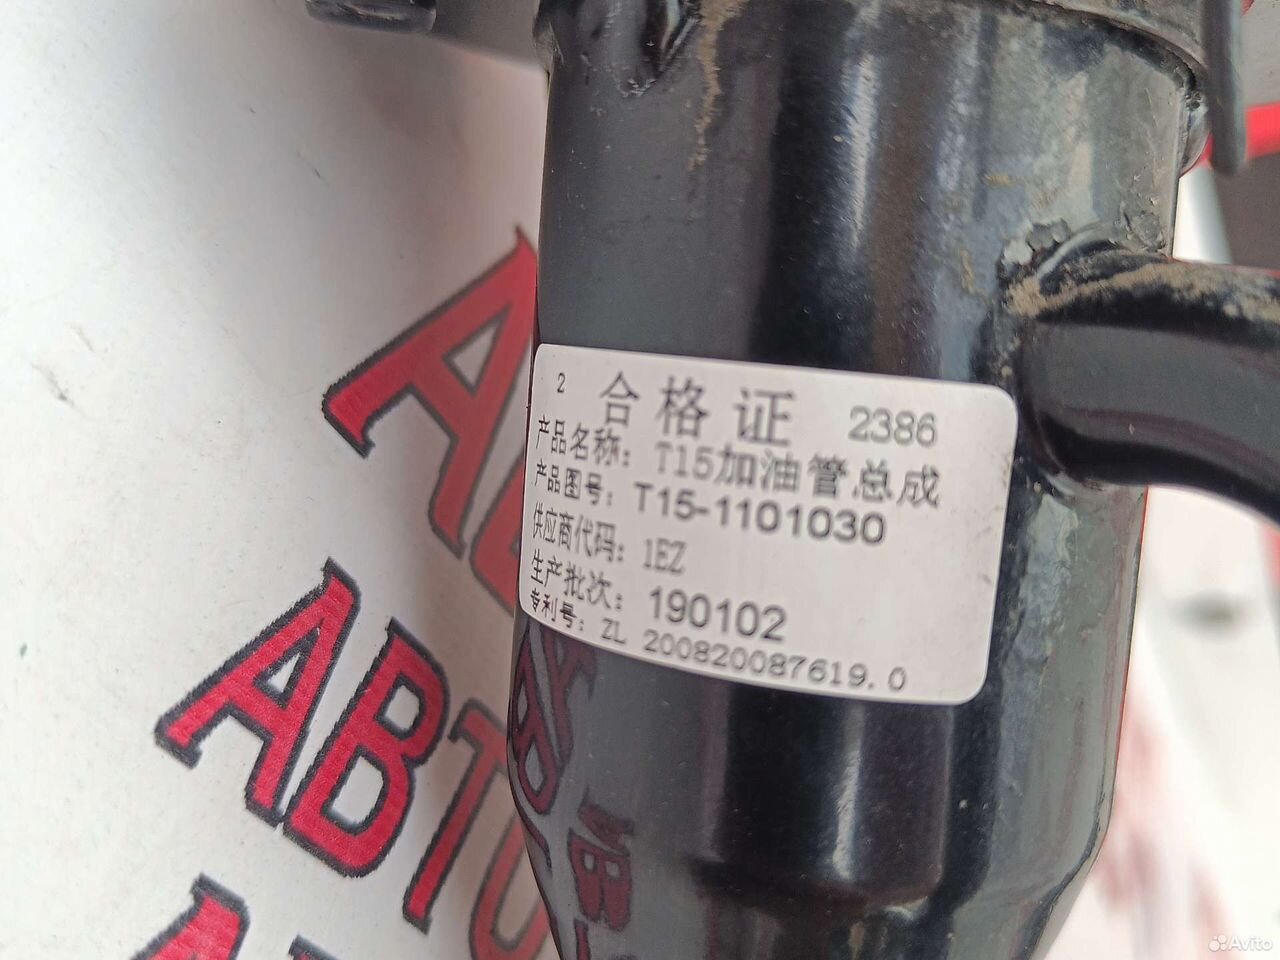 2 合格证 2386
产品名称: T15加油管总成
产品图号: T15-1101030
供应商代码: 1EZ
生产批次: 190102
专利号: ZL 200820087619.0
АВТО
Avito